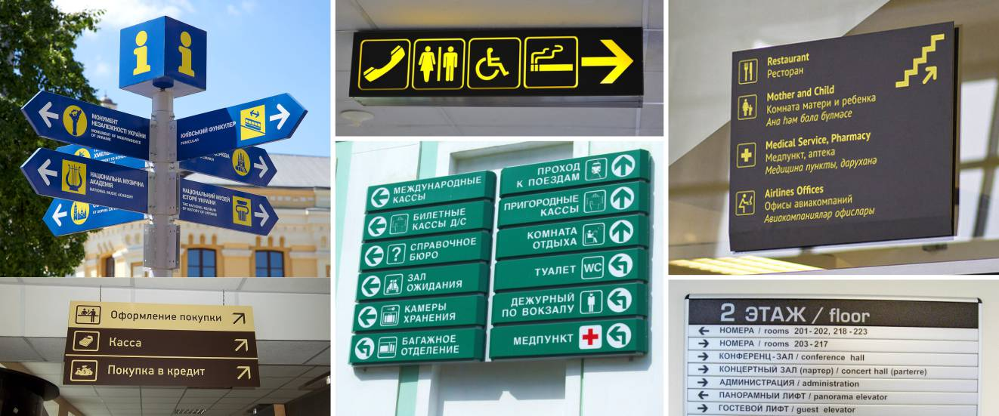 i i
МОНУМЕНТ
НЕЗАЛЕЖНОСТІ УКРАЇНИ
MONUMENT OF INDEPENDENCE
OF UKRAINE
КИЇВСЬКИЙ ФУНІКУЛЕР
FUNICULAR
НАЦІОНАЛЬНА МУЗИЧНА
АКАДЕМІЯ
NATIONAL MUSIC ACADEMY
НАЦІОНАЛЬНИЙ МУЗЕЙ
ІСТОРІЇ УКРАЇНИ
THE NATIONAL MUSEUM
OF HISTORY OF UKRAINE
Оформление покупки
Касса
Покупка в кредит
МЕЖДУНАРОДНЫЕ
КАССЫ
БИЛЕТНЫЕ
КАССЫ Д/С
?
СПРАВОЧНОЕ
БЮРО
ЗАЛ
ОЖИДАНИЯ
КАМЕРЫ
ХРАНЕНИЯ
БАГАЖНОЕ
ОТДЕЛЕНИЕ
ПРОХОД
К ПОЕЗДАМ
ПРИГОРОДНЫЕ
КАССЫ
КОМНАТА
ОТДЫХА
ТУАЛЕТ WC
ДЕЖУРНЫЙ
ПО ВОКЗАЛУ
МЕДПУНКТ
Restaurant
Ресторан
Mother and Child
Комната матери и ребенка
Ана һәм бала бүлмәсе
Medical Service, Pharmacy
Медпункт, аптека
Медицина пункты, даруханә
Airlines Offices
Офисы авиакомпаний
Авиакомпанияләр офислары
2 ЭТАЖ / floor
НОМЕРА / rooms 201-202, 218-223
НОМЕРА / rooms 203-217
КОНФЕРЕНЦ-ЗАЛ / conference hall
КОНЦЕРТНЫЙ ЗАЛ (партер) / concert hall (parterre)
АДМИНИСТРАЦИЯ / administration
ПАНОРАМНЫЙ ЛИФТ / panorama elevator
ГОСТЕВОЙ ЛИФТ / guest elevator